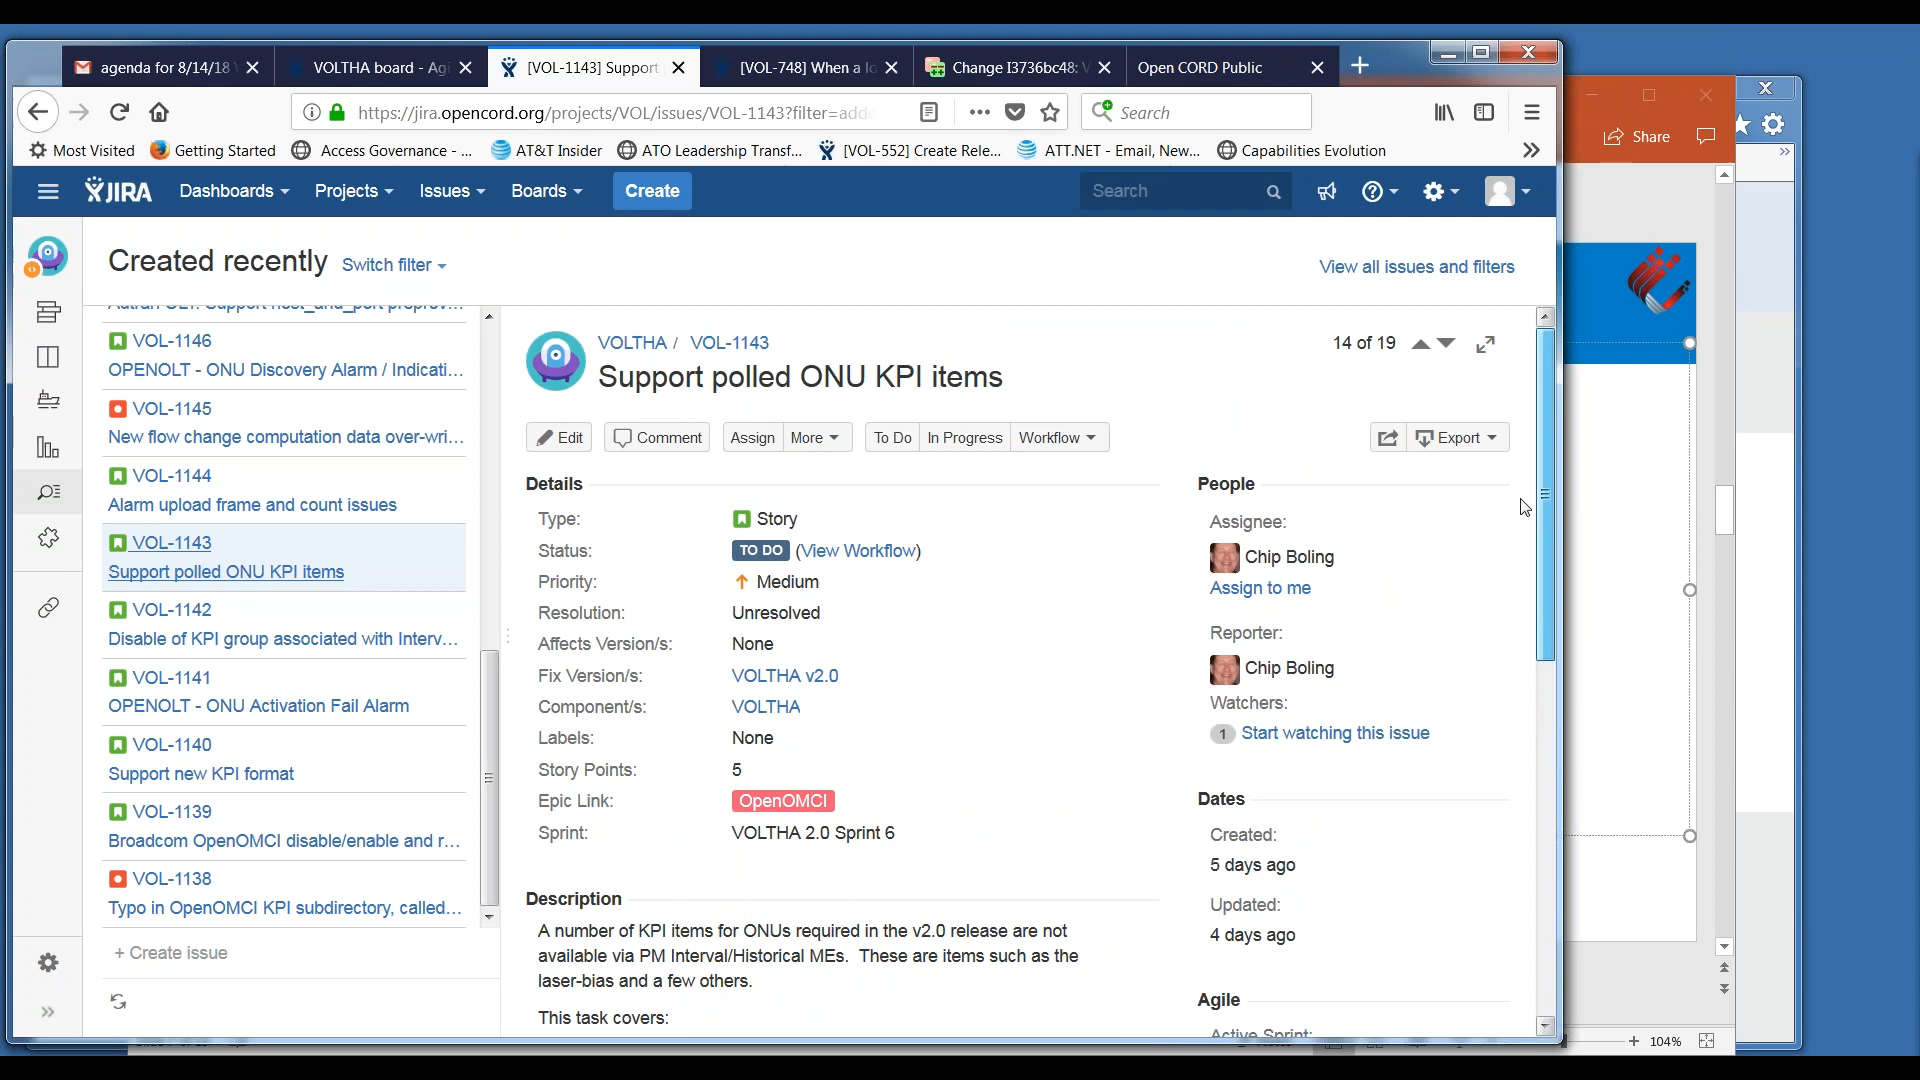 agenda for 8/14/18
VOLTHA board - Agi
[VOL-1143] Support
[VOL-748] When a lo
Change I3736bc48: V
Open CORD Public
https://jira.opencord.org/projects/VOL/issues/VOL-1143?filter=adde
Search
Share
Most Visited
Getting Started
Access Governance - ...
AT&T Insider
ATO Leadership Transf...
[VOL-552] Create Rele...
ATT.NET - Email, New...
Capabilities Evolution
JIRA
Dashboards
Projects
Issues
Boards
Create
Search
Created recently
Switch filter
View all issues and filters
VOL-1146
OPENOLT - ONU Discovery Alarm / Indicati...
VOL-1145
New flow change computation data over-wri...
VOL-1144
Alarm upload frame and count issues
VOL-1143
Support polled ONU KPI items
VOL-1142
Disable of KPI group associated with Interv...
VOL-1141
OPENOLT - ONU Activation Fail Alarm
VOL-1140
Support new KPI format
VOL-1139
Broadcom OpenOMCI disable/enable and r...
VOL-1138
Typo in OpenOMCI KPI subdirectory, called...
+ Create issue
VOLTHA / VOL-1143
14 of 19
Support polled ONU KPI items
Edit
Comment
Assign
More
To Do
In Progress
Workflow
Export
Details
Type: Story
Status: TO DO (View Workflow)
Priority: Medium
Resolution: Unresolved
Affects Version/s: None
Fix Version/s: VOLTHA v2.0
Component/s: VOLTHA
Labels: None
Story Points: 5
Epic Link: OpenOMCI
Sprint: VOLTHA 2.0 Sprint 6
Description
A number of KPI items for ONUs required in the v2.0 release are not
available via PM Interval/Historical MEs. These are items such as the
laser-bias and a few others.
This task covers:
People
Assignee:
Chip Boling
Assign to me
Reporter:
Chip Boling
Watchers:
1 Start watching this issue
Dates
Created:
5 days ago
Updated:
4 days ago
Agile
Active Sprint:
104%